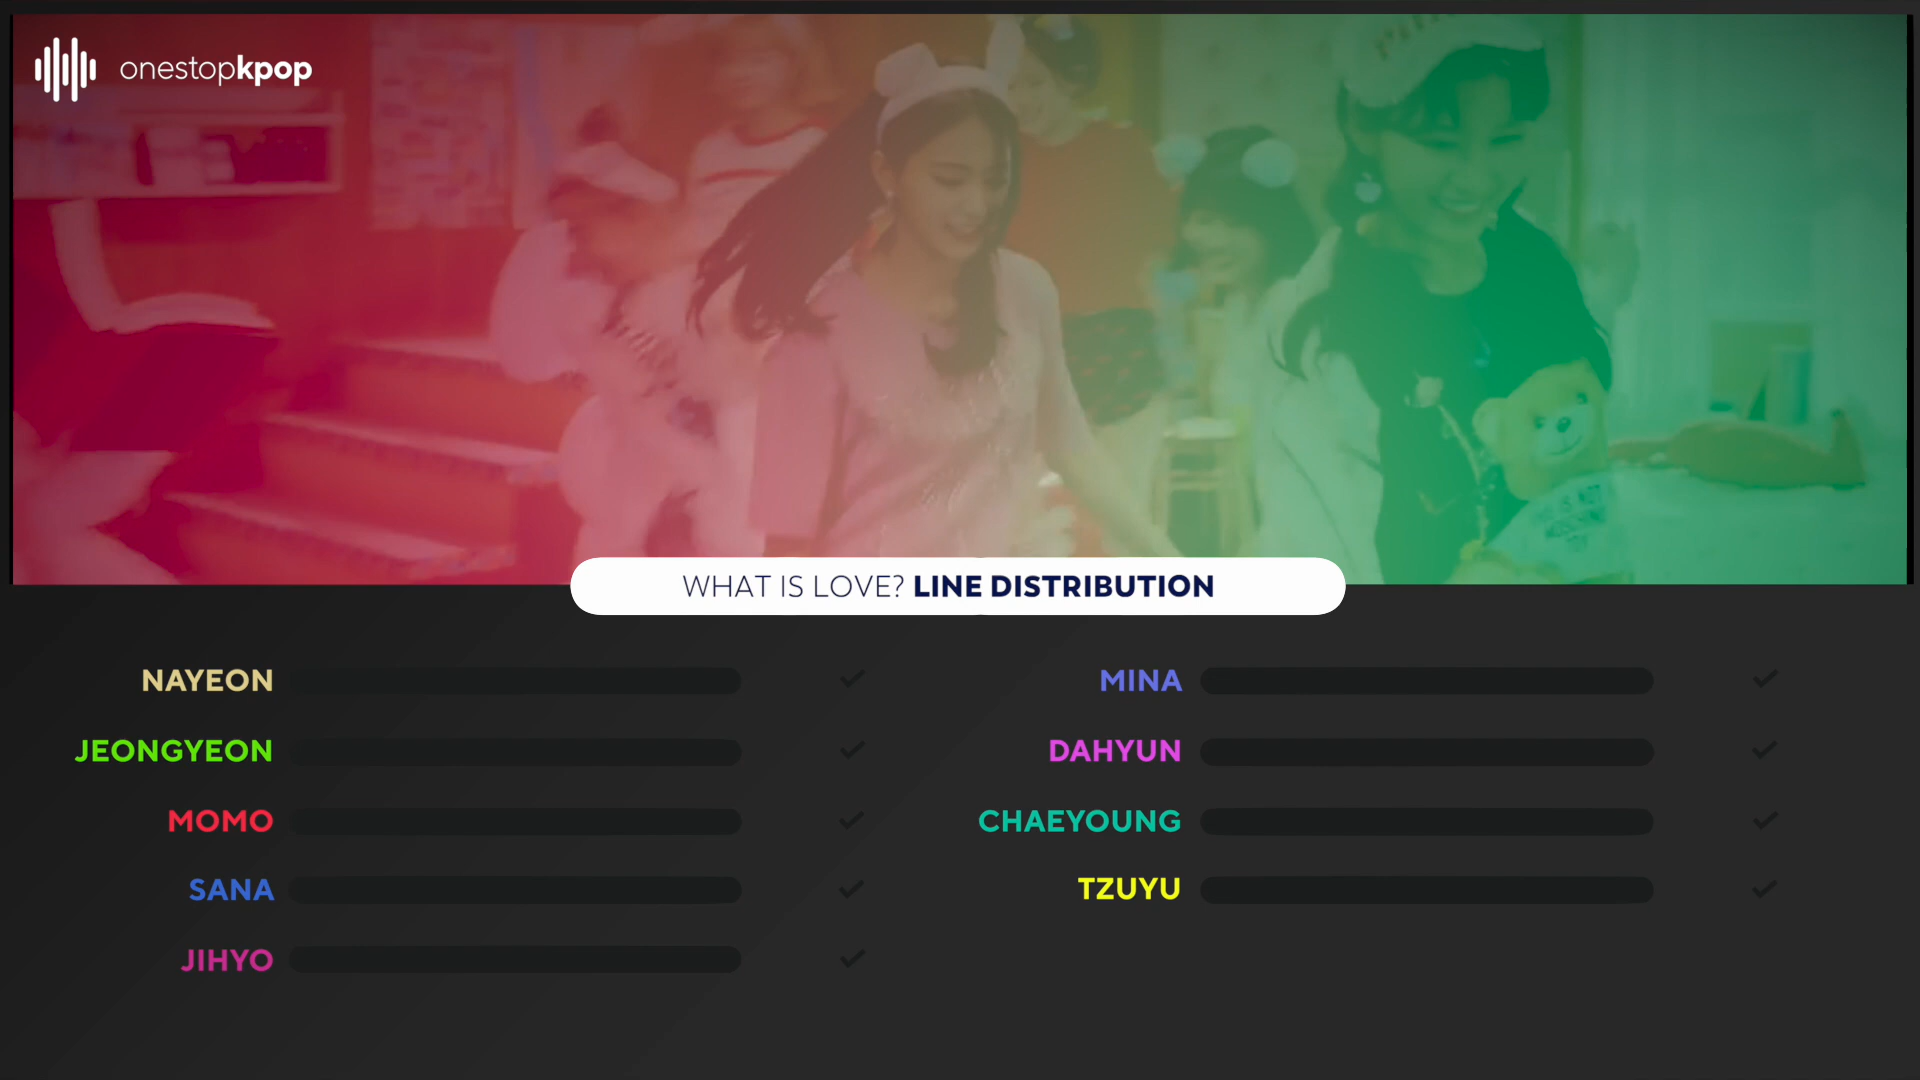 onestopkpop
WHAT IS LOVE? LINE DISTRIBUTION
NAYEON
JEONGYEON
MOMO
SANA
JIHYO
MINA
DAHYUN
CHAEYOUNG
TZUYU